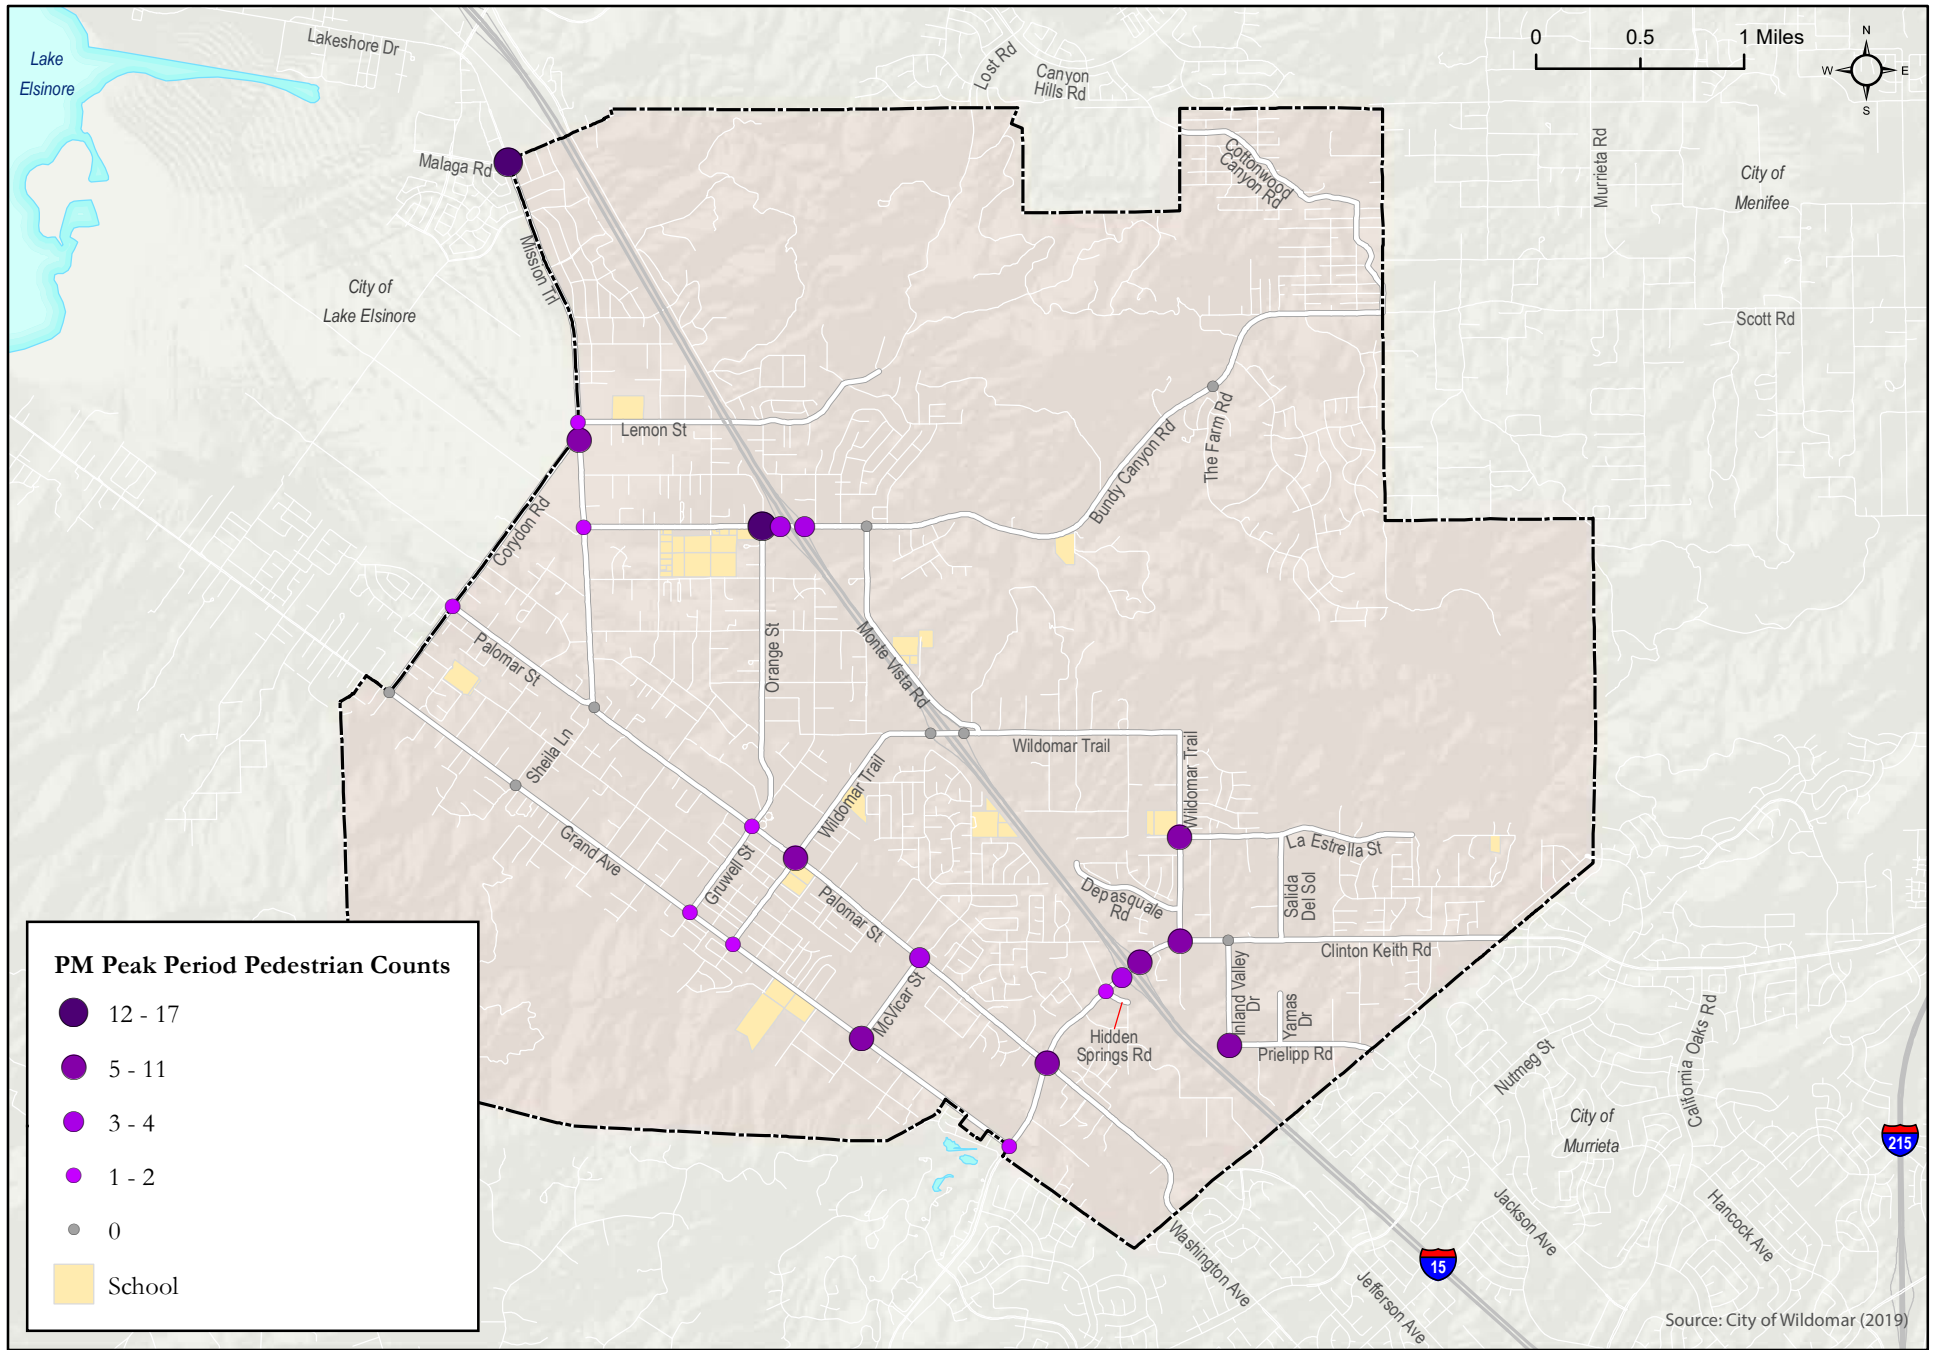 Lake
Elsinore
Lakeshore Dr
Lost Rd
Canyon
Hills Rd
0 0.5 1 Miles
N
W E
S
Malaga Rd
Cottonwood
Canyon Rd
Murrieta Rd
City of
Menifee
Mission Trl
City of
Lake Elsinore
Scott Rd
Lemon St
The Farm Rd
Bundy Canyon Rd
Corydon Rd
Palomar St
Orange St
Monte Vista Rd
Sheila Ln
Wildomar Trail
Wildomar Trail
Wildomar Trail
Grand Ave
Gruwell St
La Estrella St
Depasquale
Rd
Salida
Del Sol
Palomar St
Clinton Keith Rd
McVicar St
Inland Valley
Dr
Yamas
Dr
Hidden
Springs Rd
Prielipp Rd
Nutmeg St
California Oaks Rd
City of
Murrieta
215
Jackson Ave
Hancock Ave
Washington Ave
15
Jefferson Ave
PM Peak Period Pedestrian Counts
12 - 17
5 - 11
3 - 4
1 - 2
0
School
Source: City of Wildomar (2019)